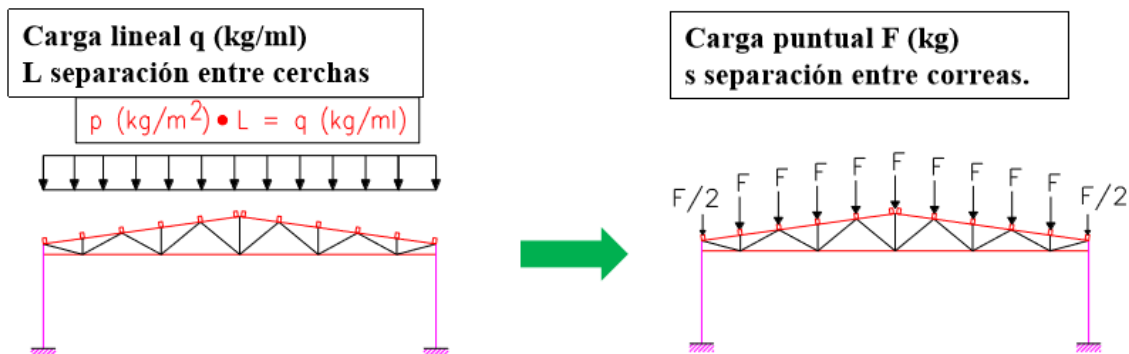 Carga lineal q (kg/ml)
L separación entre cerchas
p (kg/m²)•L = q (kg/ml)
Carga puntual F (kg)
s separación entre correas.
F/2 F F F F F F F F F F/2